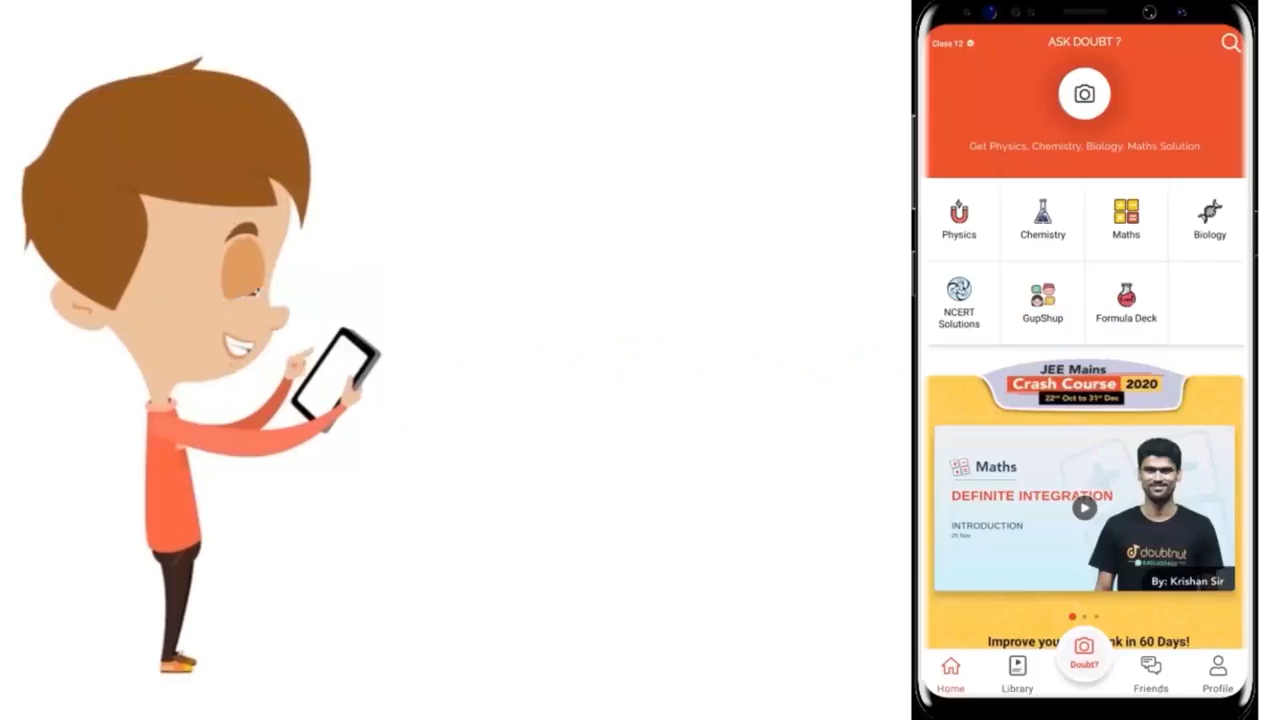 Class 12
ASK DOUBT ?
Get Physics, Chemistry, Biology, Maths Solution
Physics
Chemistry
Maths
Biology
NCERT
Solutions
GupShup
Formula Deck
JEE Mains
Crash Course 2020
22nd Oct to 31st Dec
Maths
DEFINITE INTEGRATION
INTRODUCTION
doubtnut
By: Krishan Sir
Improve you nk in 60 Days!
Doubt?
Home
Library
Friends
Profile